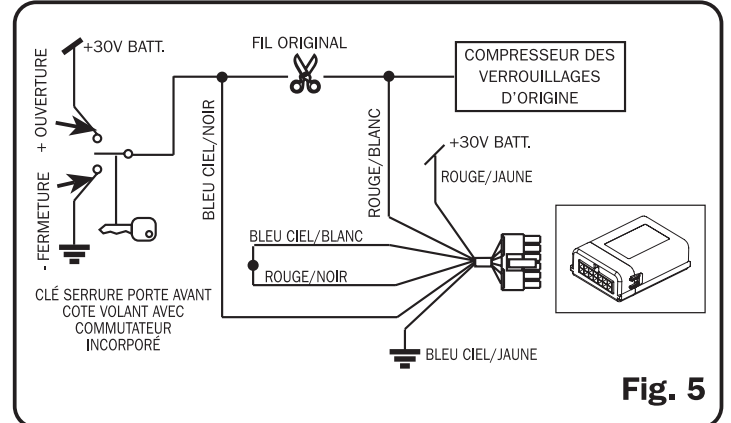 +30V BATT.
FIL ORIGINAL
COMPRESSEUR DES
VERROUILLAGES
D'ORIGINE
+ OUVERTURE
- FERMETURE
BLEU CIEL/NOIR
ROUGE/BLANC
+30V BATT.
ROUGE/JAUNE
BLEU CIEL/BLANC
ROUGE/NOIR
CLÉ SERRURE PORTE AVANT
COTE VOLANT AVEC
COMMUTATEUR
INCORPORÉ
BLEU CIEL/JAUNE
Fig. 5